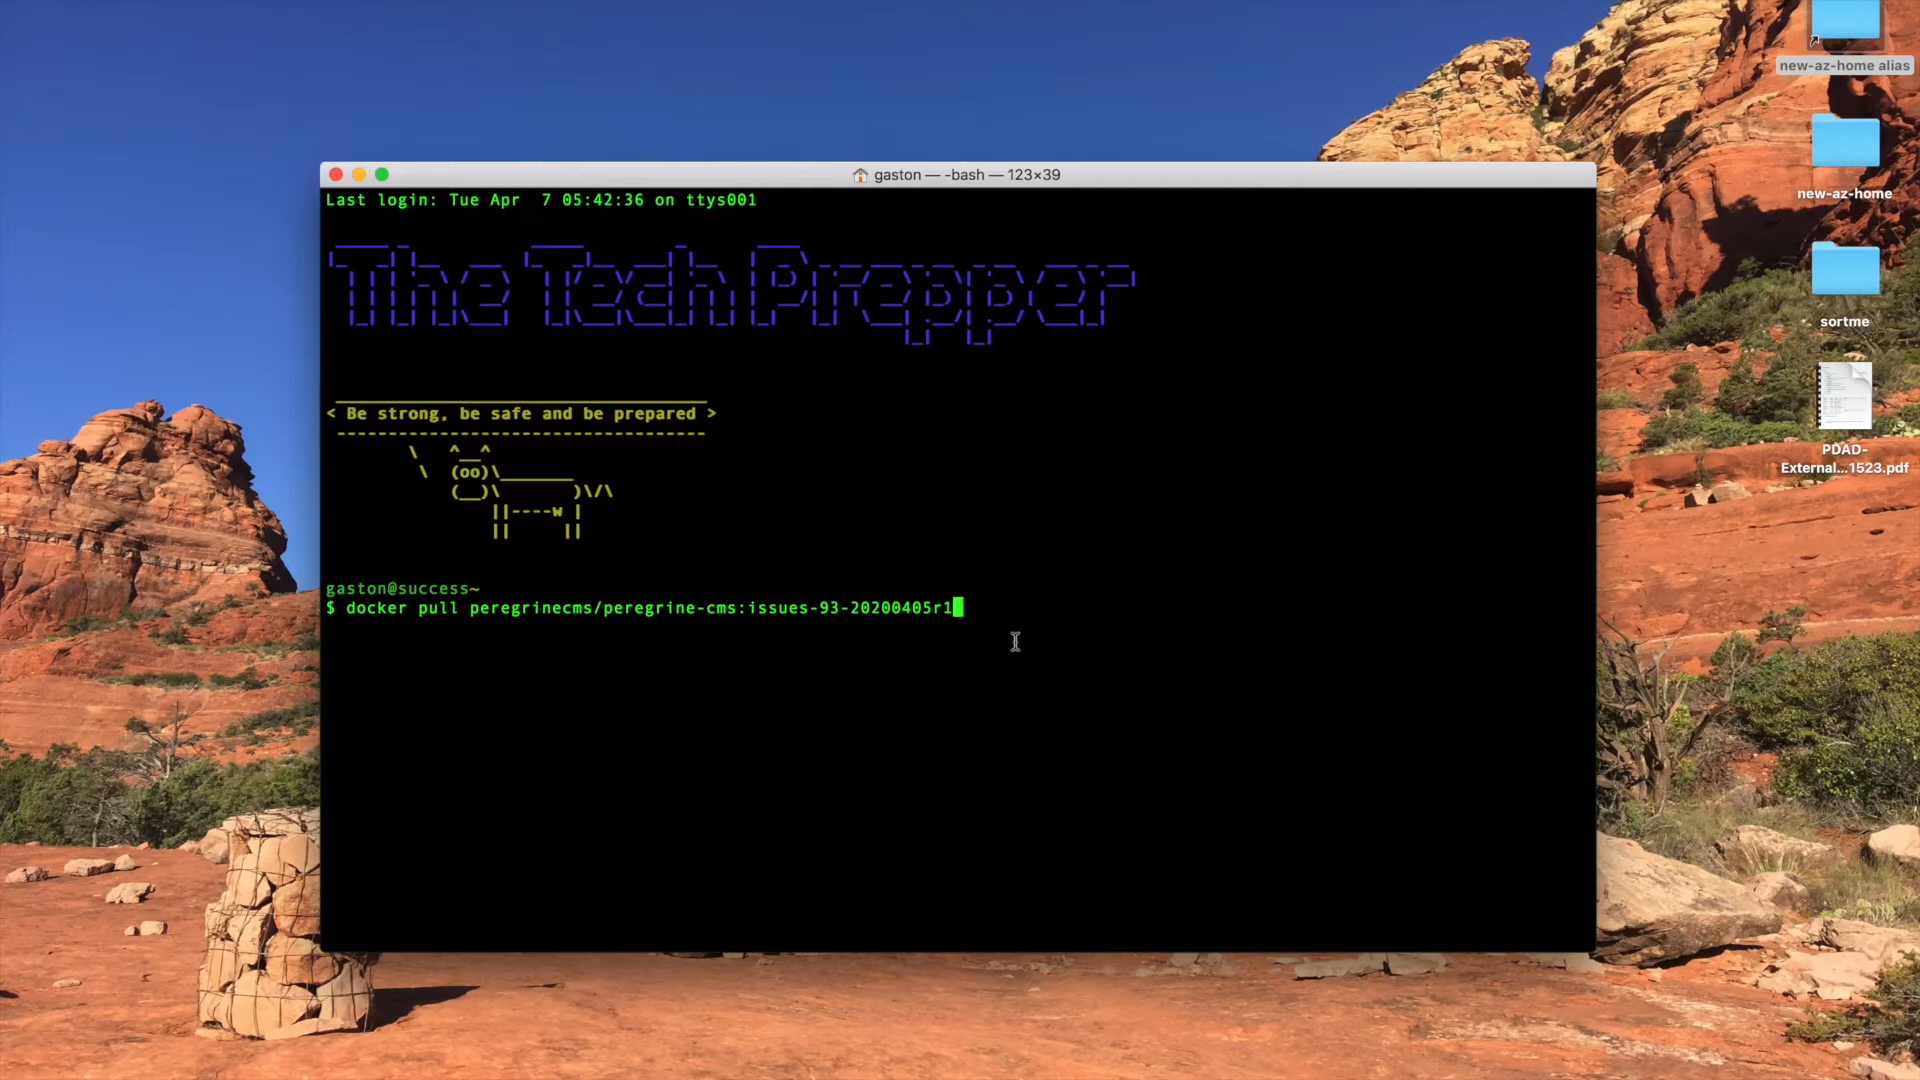 gaston — -bash — 123×39
Last login: Tue Apr  7 05:42:36 on ttys001
The Tech Prepper
< Be strong, be safe and be prepared >
gaston@success~
$ docker pull peregrinecms/peregrine-cms:issues-93-20200405r1
new-az-home alias
new-az-home
sortme
PDAD-
External...1523.pdf